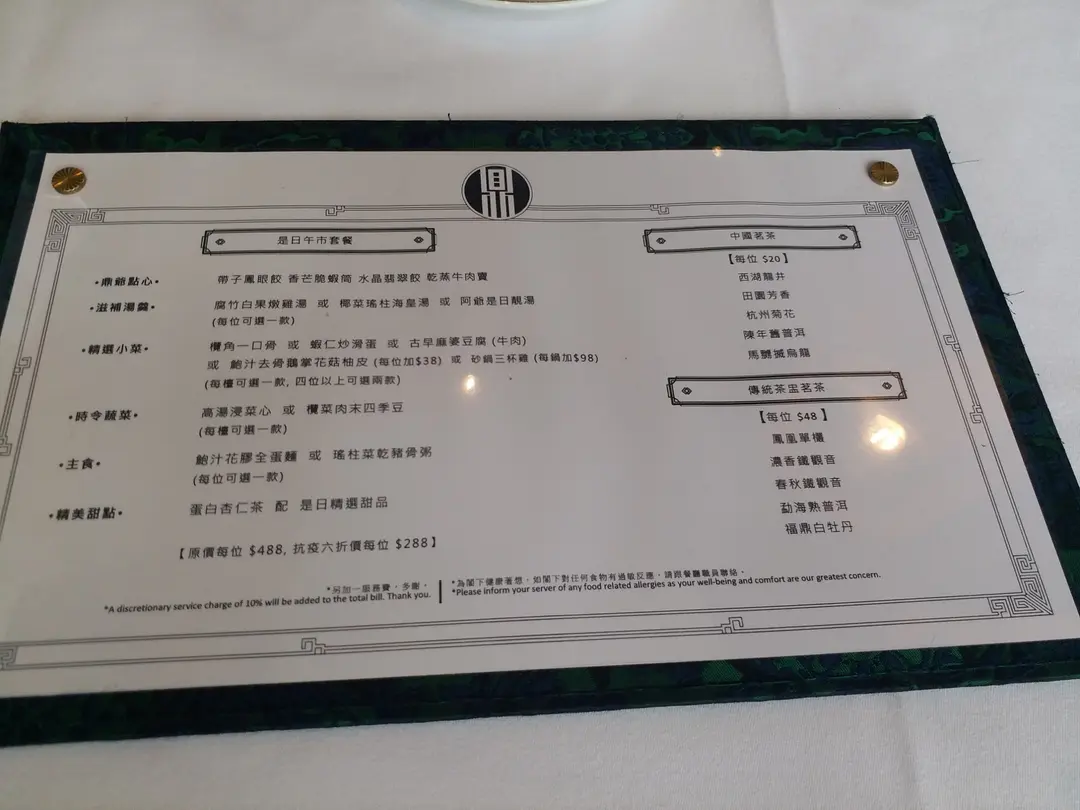 鼎
是日午市套餐
•鼎爺點心• 帶子鳳眼餃 香芒脆蝦筒 水晶翡翠餃 乾蒸牛肉賣
•滋補湯羹• 腐竹白果燉雞湯 或 椰菜瑤柱海皇湯 或 阿爺是日靚湯
(每位可選一款)
•精選小菜• 欖角一口骨 或 蝦仁炒滑蛋 或 古早麻婆豆腐 (牛肉)
或 鮑汁去骨鵝掌花菇柚皮 (每位加$38) 或 砂鍋三杯雞 (每鍋加$98)
(每檯可選一款, 四位以上可選兩款)
•時令蔬菜• 高湯浸菜心 或 欖菜肉末四季豆
(每檯可選一款)
•主食• 鮑汁花膠全蛋麵 或 瑤柱菜乾豬骨粥
(每位可選一款)
•精美甜點• 蛋白杏仁茶 配 是日精選甜品
【原價每位 $488, 抗疫六折價每位 $288】
中國茗茶
【每位 $20】
西湖龍井
田園芳香
杭州菊花
陳年舊普洱
馬騮搣烏龍
傳統茶盅茗茶
【每位 $48】
鳳凰單欉
濃香鐵觀音
春秋鐵觀音
勐海熟普洱
福鼎白牡丹
*另加一服務費，多謝。
*A discretionary service charge of 10% will be added to the total bill. Thank you.
*為閣下健康著想，如閣下對任何食物有過敏反應，請跟餐廳職員聯絡。
*Please inform your server of any food related allergies as your well-being and comfort are our greatest concern.